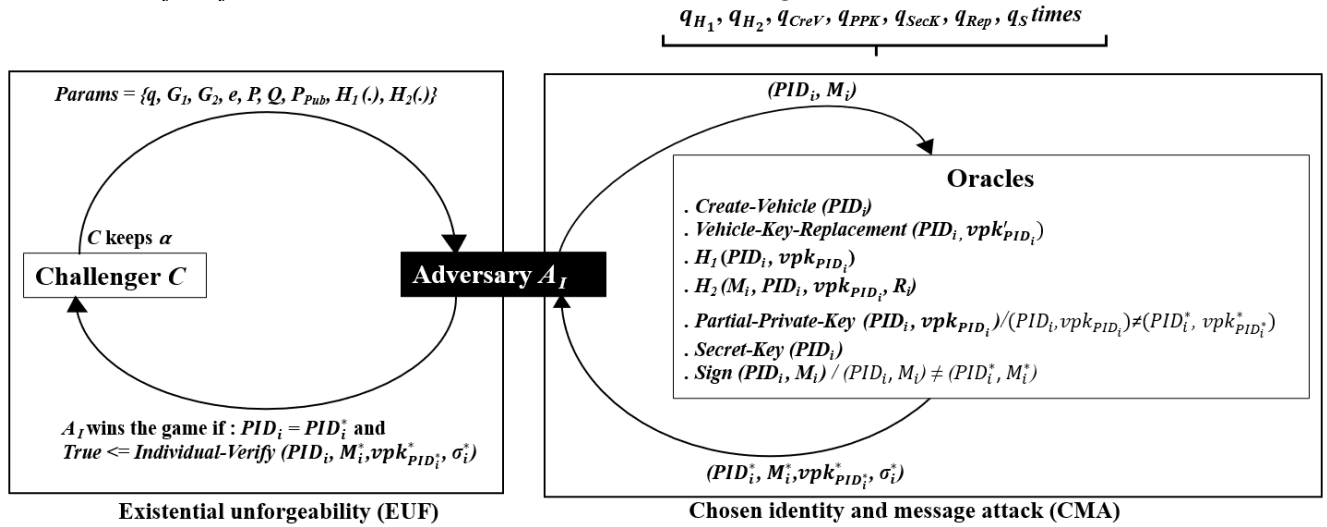 q_{H_1}, q_{H_2}, q_{CreV}, q_{PPK}, q_{SecK}, q_{Rep}, q_S times
Params = {q, G_1, G_2, e, P, Q, P_{Pub}, H_1(.), H_2(.)}
C keeps α
Challenger C
Adversary A_I
A_I wins the game if : PID_i = PID_i^* and
True <= Individual-Verify (PID_i, M_i^*, vpk_{PID_i^*}^*, σ_i^*)
Existential unforgeability (EUF)
(PID_i, M_i)
Oracles
. Create-Vehicle (PID_i)
. Vehicle-Key-Replacement (PID_i, vpk'_{PID_i})
. H_1(PID_i, vpk_{PID_i})
. H_2(M_i, PID_i, vpk_{PID_i}, R_i)
. Partial-Private-Key (PID_i, vpk_{PID_i})/(PID_i, vpk_{PID_i})≠(PID_i^*, vpk_{PID_i^*}^*)
. Secret-Key (PID_i)
. Sign (PID_i, M_i) / (PID_i, M_i) ≠ (PID_i^*, M_i^*)
(PID_i^*, M_i^*, vpk_{PID_i^*}^*, σ_i^*)
Chosen identity and message attack (CMA)